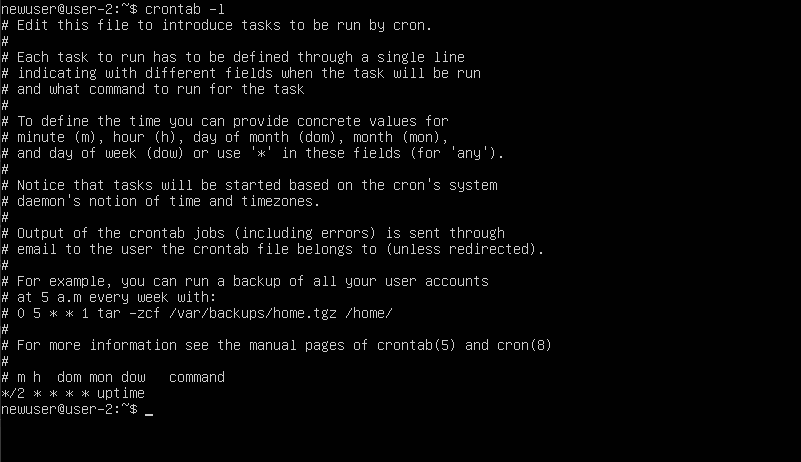 newuser@user-2:~$ crontab -l
# Edit this file to introduce tasks to be run by cron.
#
# Each task to run has to be defined through a single line
# indicating with different fields when the task will be run
# and what command to run for the task
#
# To define the time you can provide concrete values for
# minute (m), hour (h), day of month (dom), month (mon),
# and day of week (dow) or use '*' in these fields (for 'any').
#
# Notice that tasks will be started based on the cron's system
# daemon's notion of time and timezones.
#
# Output of the crontab jobs (including errors) is sent through
# email to the user the crontab file belongs to (unless redirected).
#
# For example, you can run a backup of all your user accounts
# at 5 a.m every week with:
# 0 5 * * 1 tar -zcf /var/backups/home.tgz /home/
#
# For more information see the manual pages of crontab(5) and cron(8)
#
# m h  dom mon dow   command
*/2 * * * * uptime
newuser@user-2:~$ _